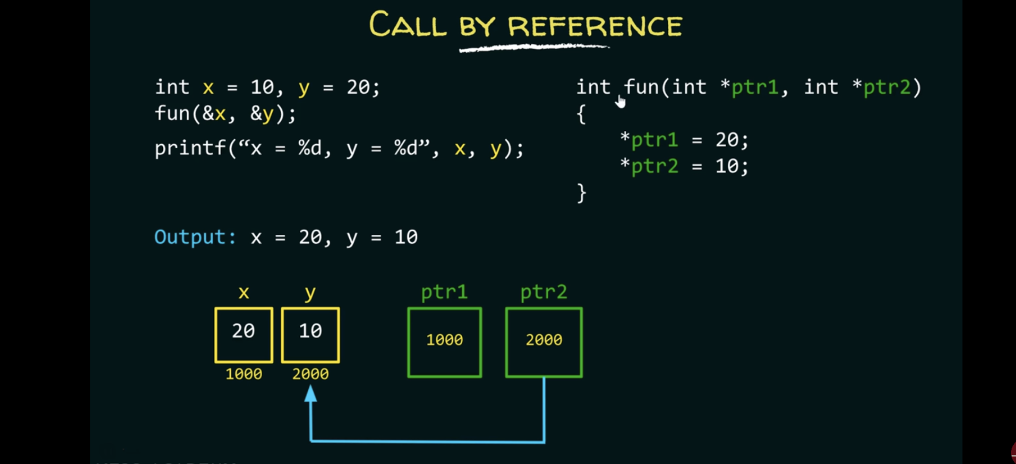 CALL BY REFERENCE
int x = 10, y = 20;
fun(&x, &y);
printf(“x = %d, y = %d”, x, y);
int fun(int *ptr1, int *ptr2)
{
*ptr1 = 20;
*ptr2 = 10;
}
Output: x = 20, y = 10
x y ptr1 ptr2
20 10 1000 2000
1000 2000